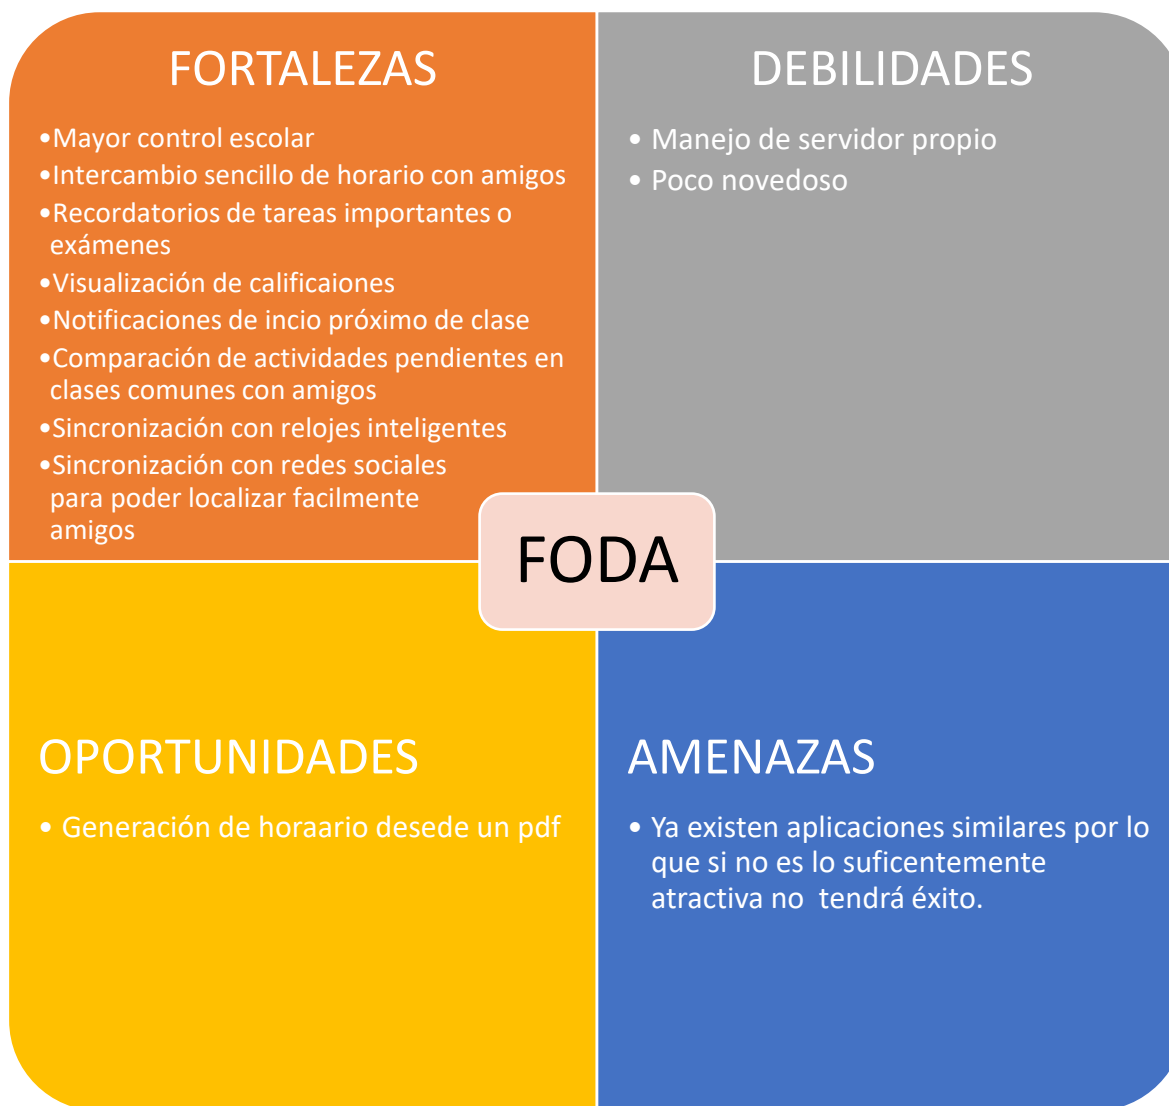 FORTALEZAS
•Mayor control escolar
•Intercambio sencillo de horario con amigos
•Recordatorios de tareas importantes o
exámenes
•Visualización de calificaiones
•Notificaciones de incio próximo de clase
•Comparación de actividades pendientes en
clases comunes con amigos
•Sincronización con relojes inteligentes
•Sincronización con redes sociales
para poder localizar facilmente
amigos
DEBILIDADES
• Manejo de servidor propio
• Poco novedoso
FODA
OPORTUNIDADES
• Generación de horaario desede un pdf
AMENAZAS
• Ya existen aplicaciones similares por lo
que si no es lo suficentemente
atractiva no  tendrá éxito.